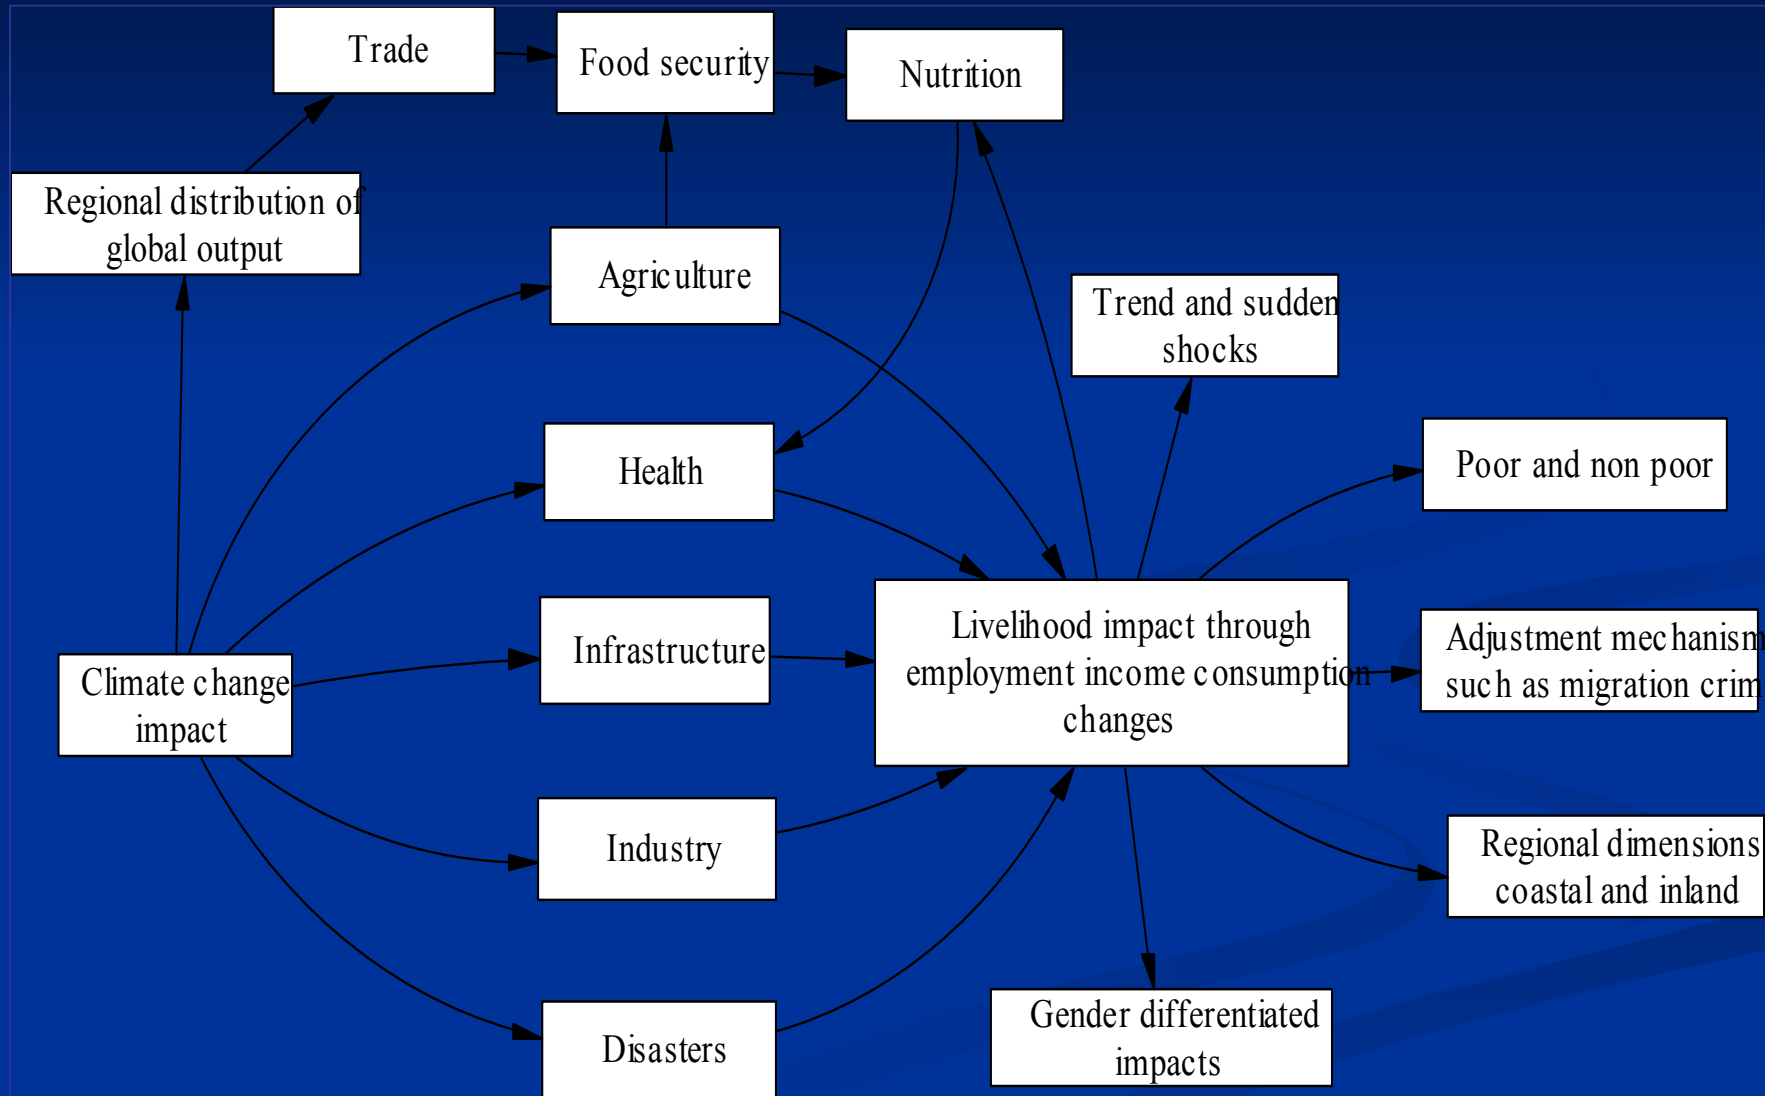 Trade
Food security
Nutrition
Regional distribution of
global output
Agriculture
Trend and sudden
shocks
Health
Poor and non poor
Infrastructure
Livelihood impact through
employment income consumption
changes
Adjustment mechanism
such as migration crim
Climate change
impact
Industry
Regional dimensions
coastal and inland
Disasters
Gender differentiated
impacts